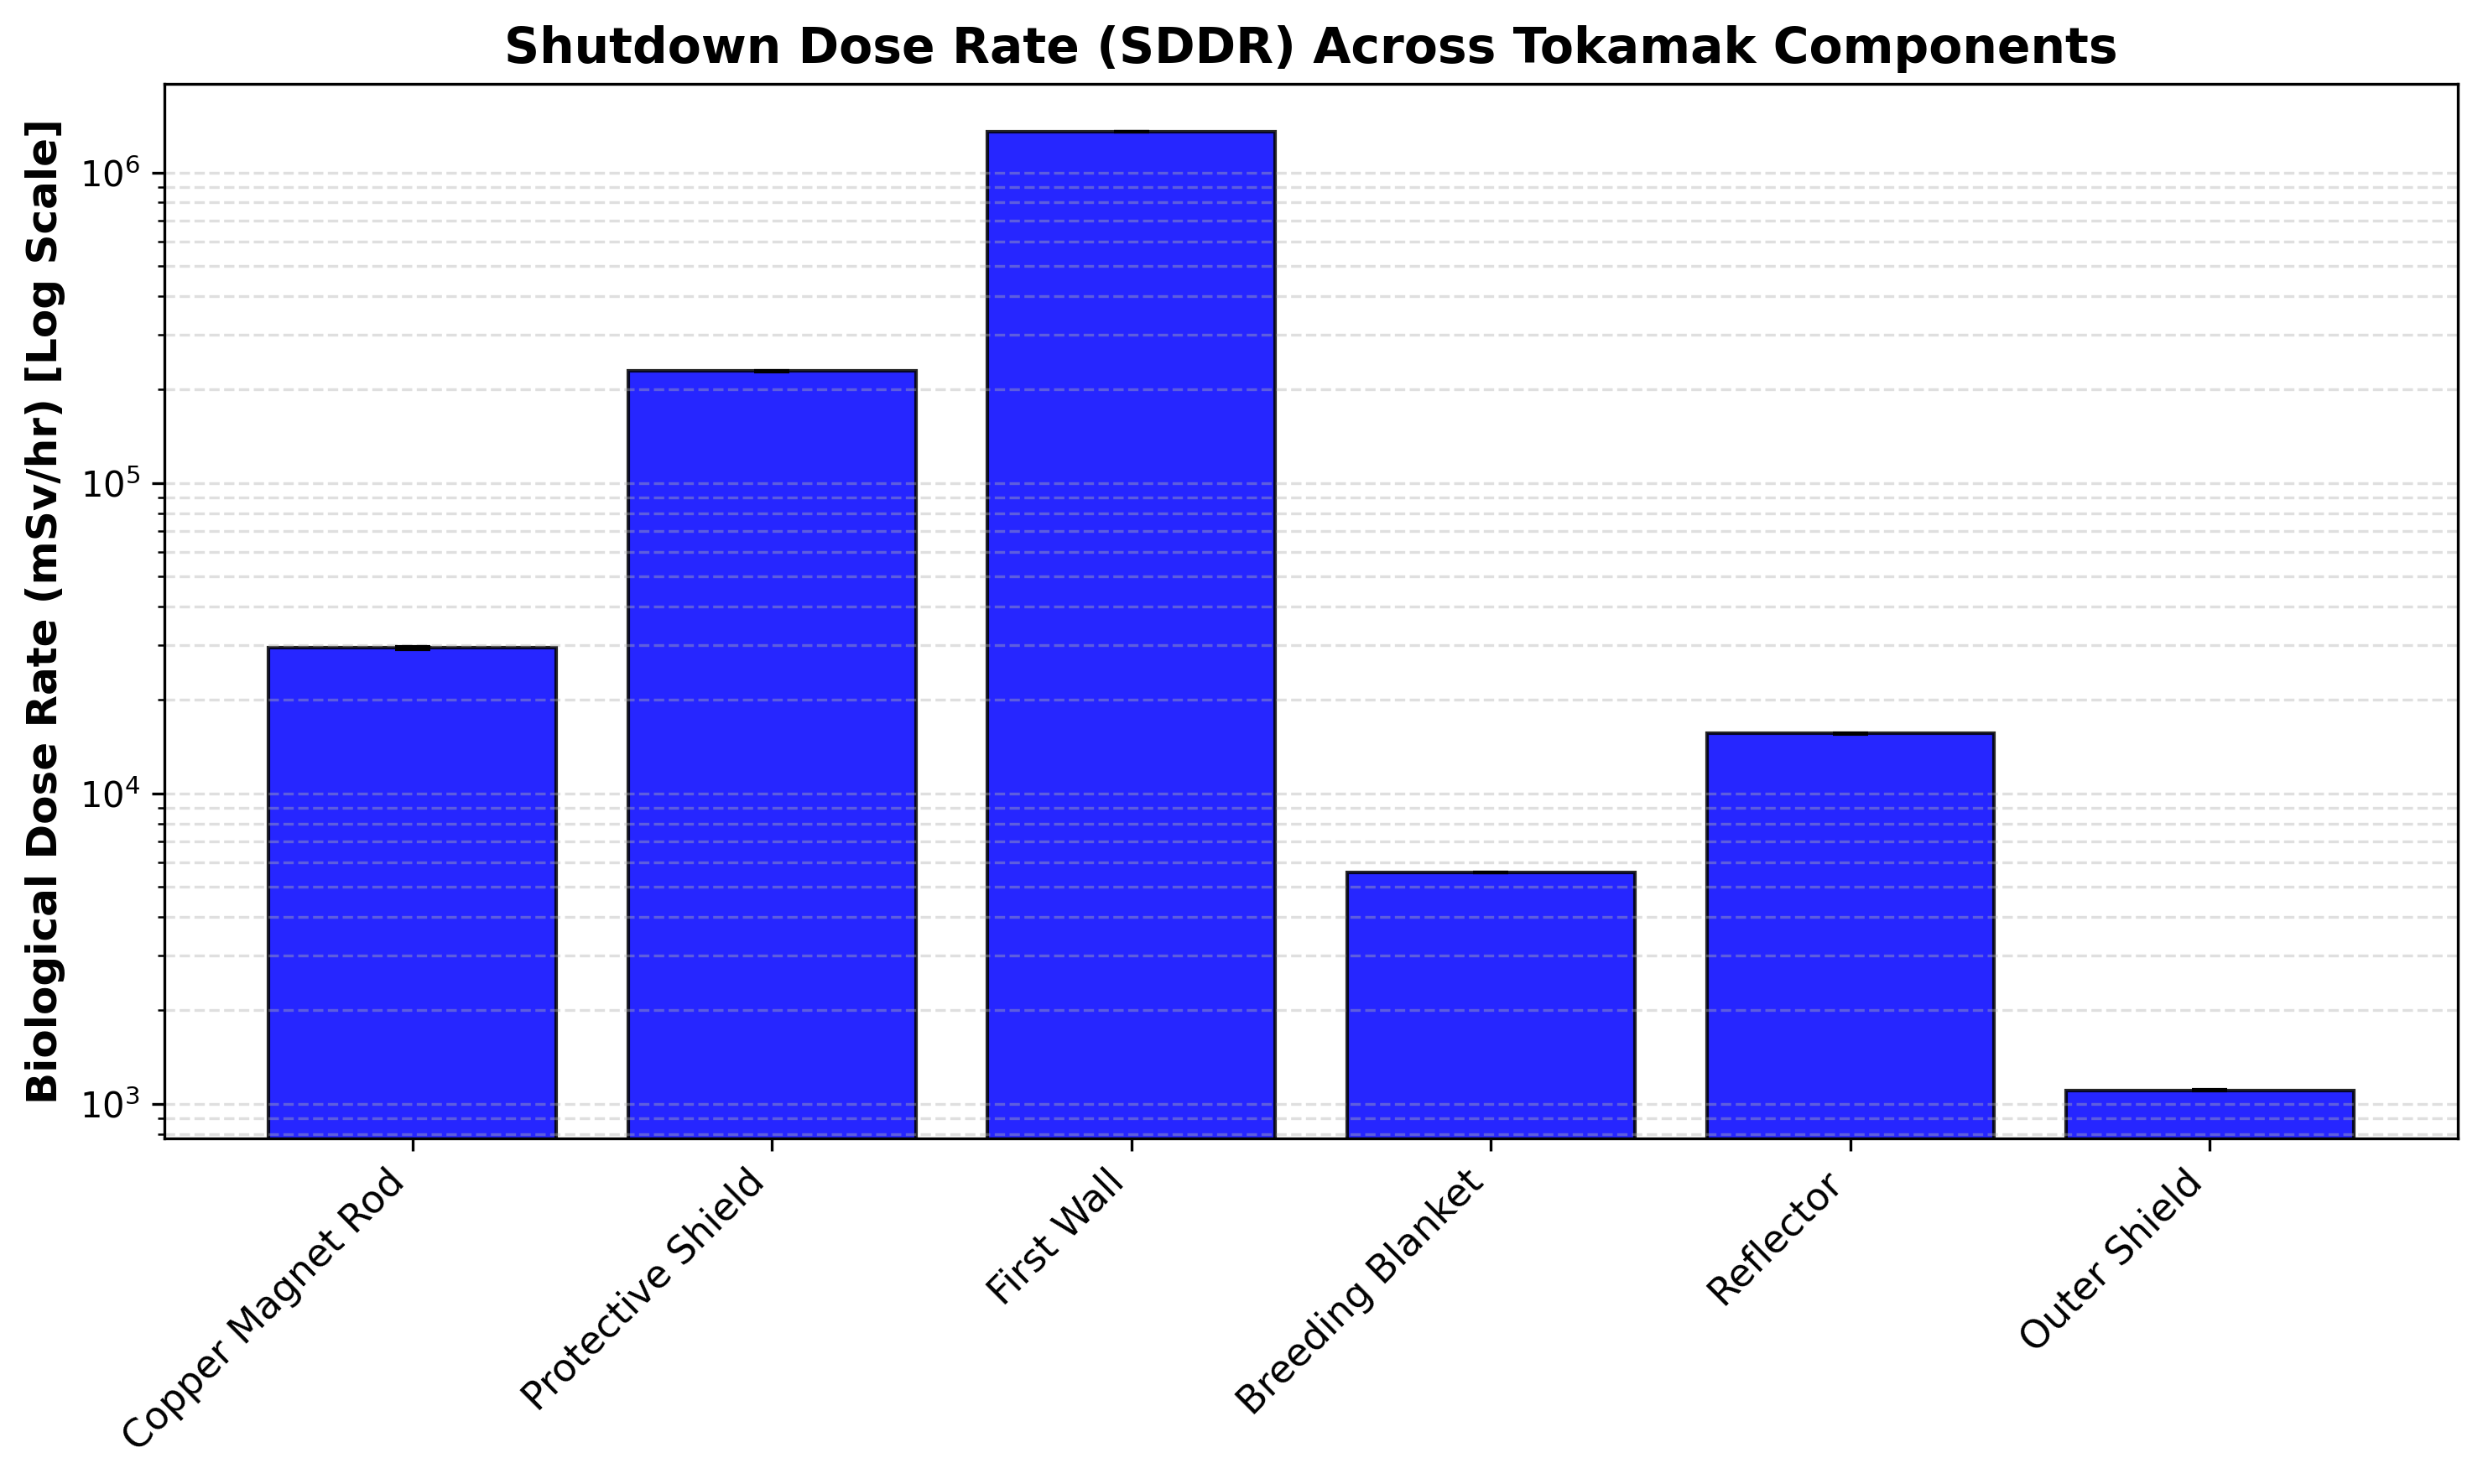 Shutdown Dose Rate (SDDR) Across Tokamak Components
Biological Dose Rate (mSv/hr) [Log Scale]
10⁶
10⁵
10⁴
10³
Copper Magnet Rod
Protective Shield
First Wall
Breeding Blanket
Reflector
Outer Shield